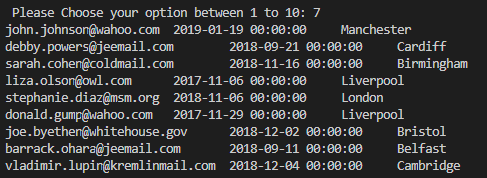 Please Choose your option between 1 to 10: 7
john.johnson@wahoo.com 2019-01-19 00:00:00 Manchester
debby.powers@jeemail.com 2018-09-21 00:00:00 Cardiff
sarah.cohen@coldmail.com 2018-11-16 00:00:00 Birmingham
liza.olson@owl.com 2017-11-06 00:00:00 Liverpool
stephanie.diaz@msm.org 2018-11-06 00:00:00 London
donald.gump@wahoo.com 2017-11-29 00:00:00 Liverpool
joe.byethen@whitehouse.gov 2018-12-02 00:00:00 Bristol
barrack.ohara@jeemail.com 2018-09-11 00:00:00 Belfast
vladimir.lupin@kremlinmail.com 2018-12-04 00:00:00 Cambridge